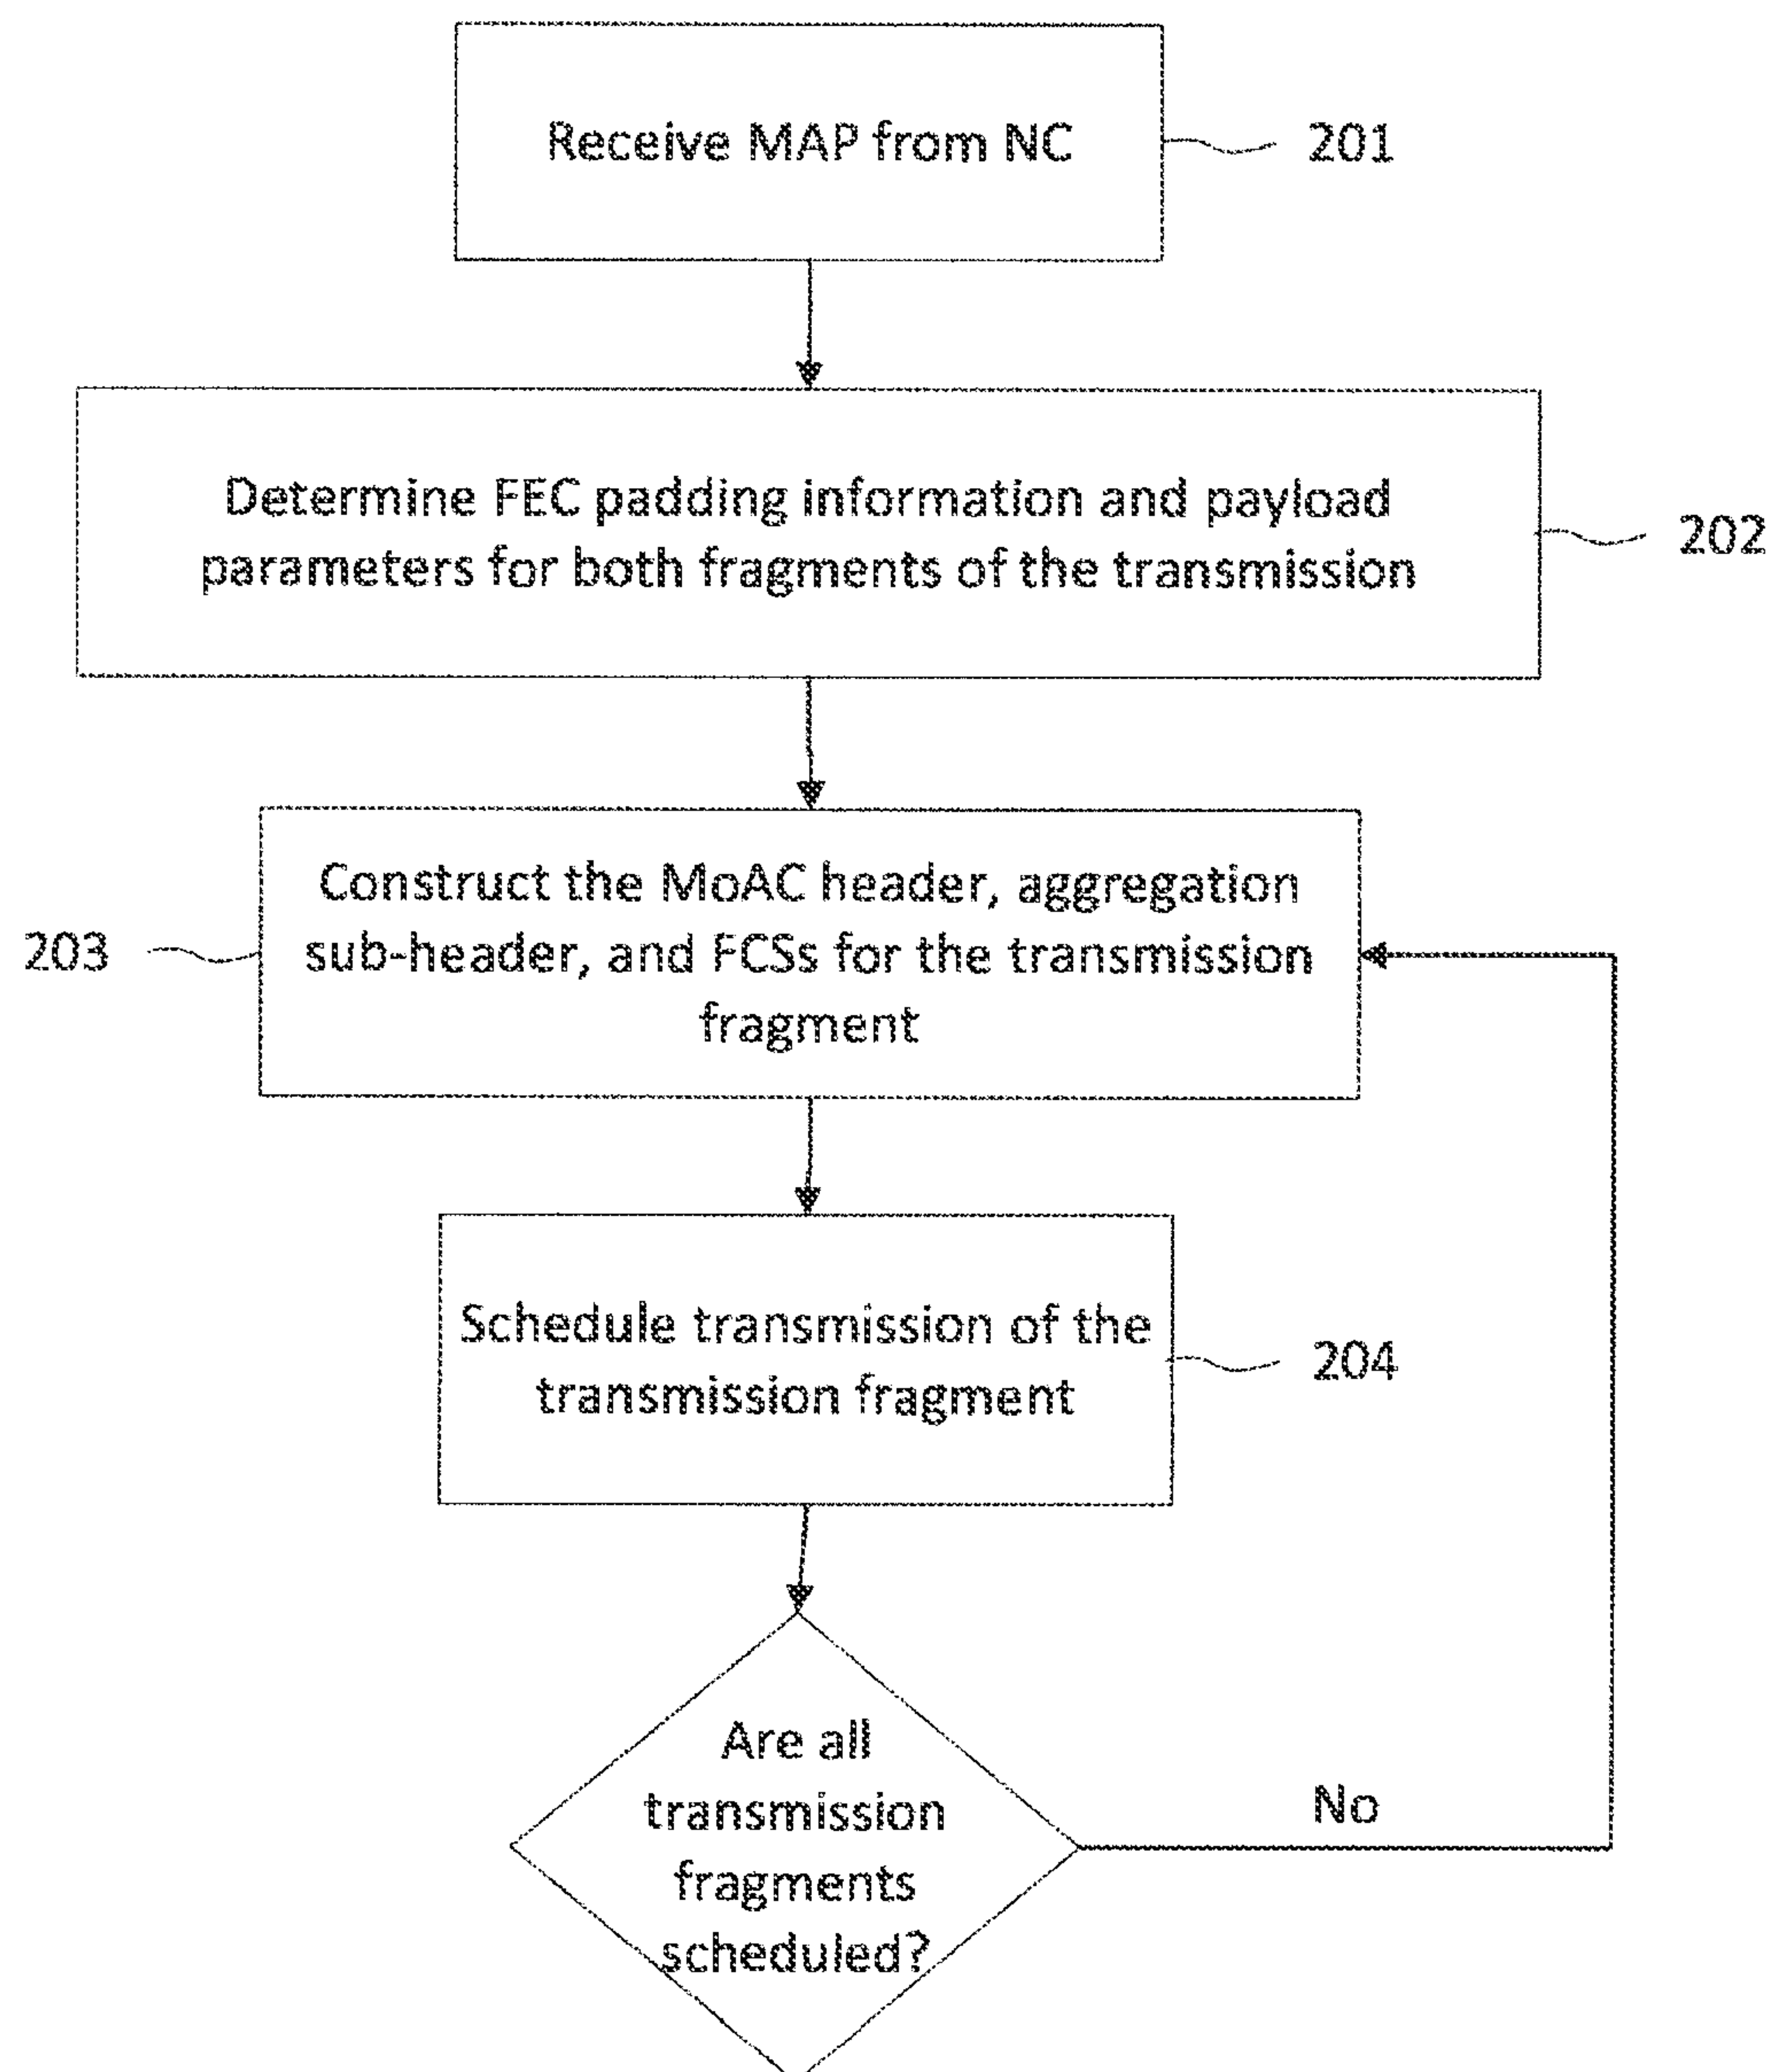 Receive MAP from NC
201
Determine FEC padding information and payload
parameters for both fragments of the transmission
202
Construct the MoAC header, aggregation
sub-header, and FCSs for the transmission
fragment
203
Schedule transmission of the
transmission fragment
204
Are all
transmission
fragments
scheduled?
No